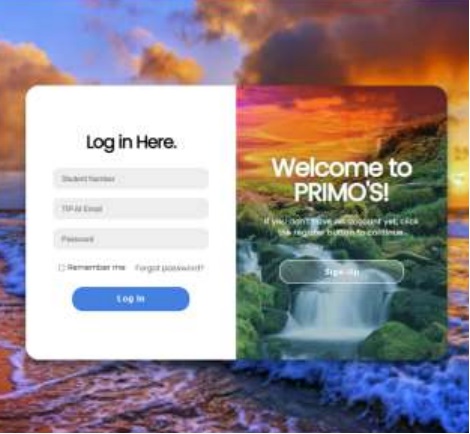 Log in Here.
Student Number
Email
Password
Remember me
Forgot password?
Log In
Welcome to
PRIMO'S!
If you don't have an account yet, click
the register button to continue
Sign Up